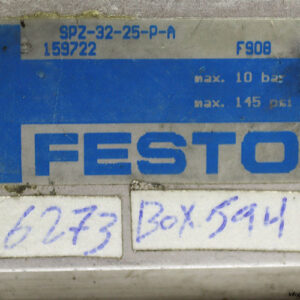 SPZ-32-25-P-A
159722 F908
max. 10 bar
max. 145 psi
FESTO
6273 BOX.594